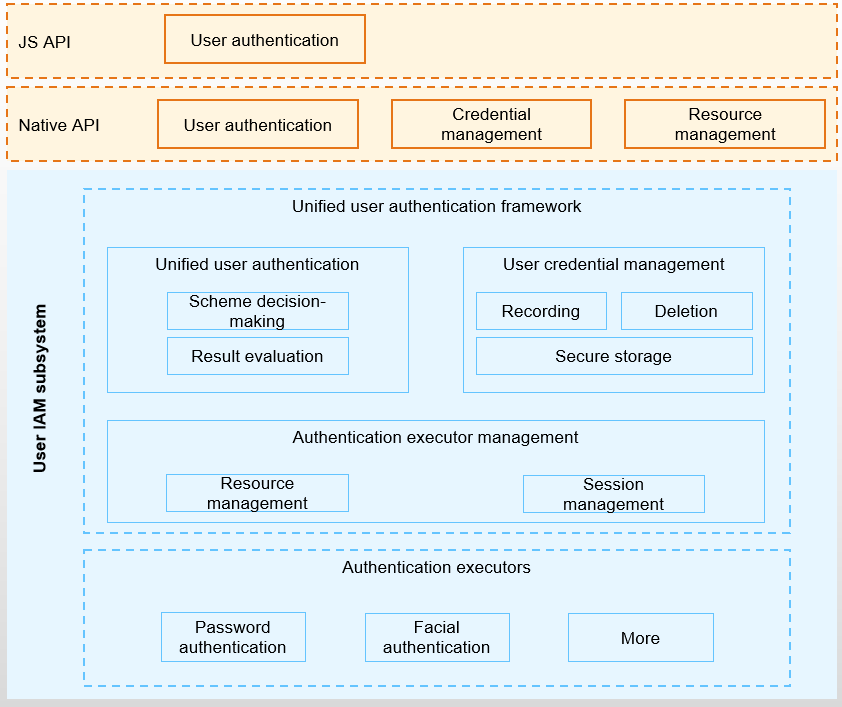 JS API
User authentication
Native API
User authentication
Credential
management
Resource
management
User IAM subsystem
Unified user authentication framework
Unified user authentication
Scheme decision-
making
Result evaluation
User credential management
Recording
Deletion
Secure storage
Authentication executor management
Resource
management
Session
management
Authentication executors
Password
authentication
Facial
authentication
More